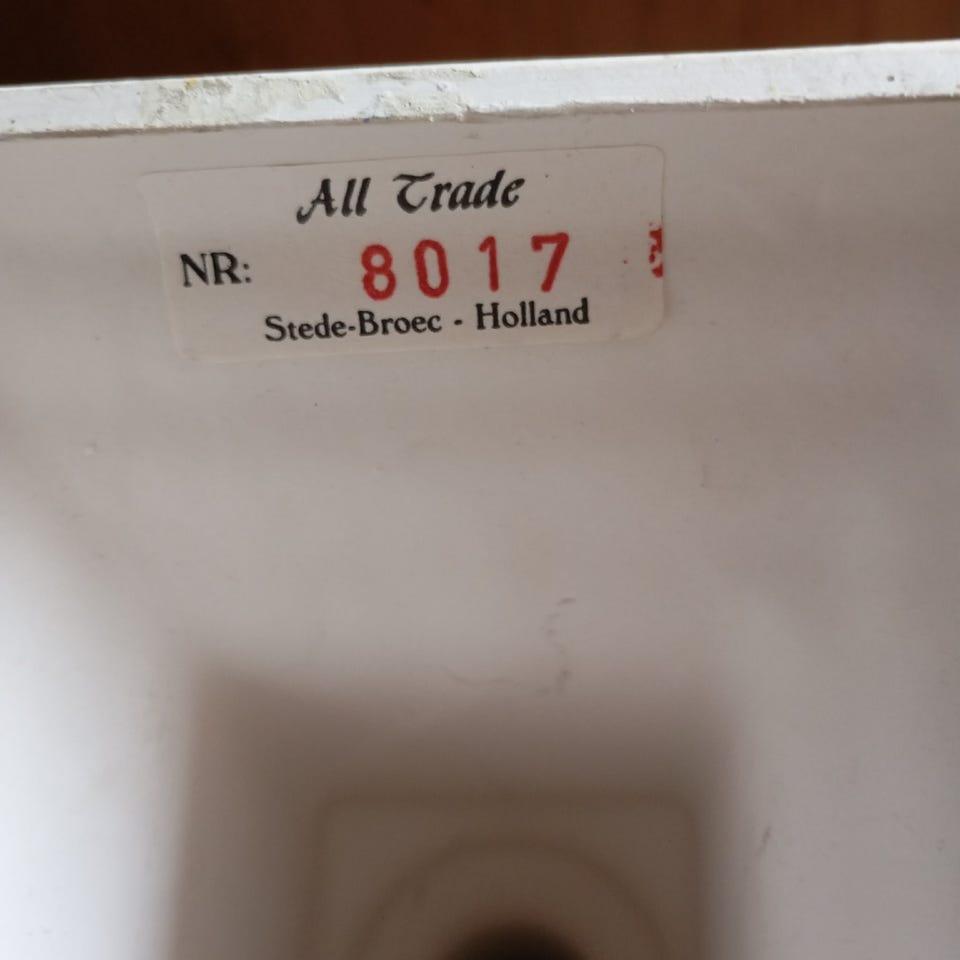 All Trade
NR: 8017
Stede-Broec - Holland